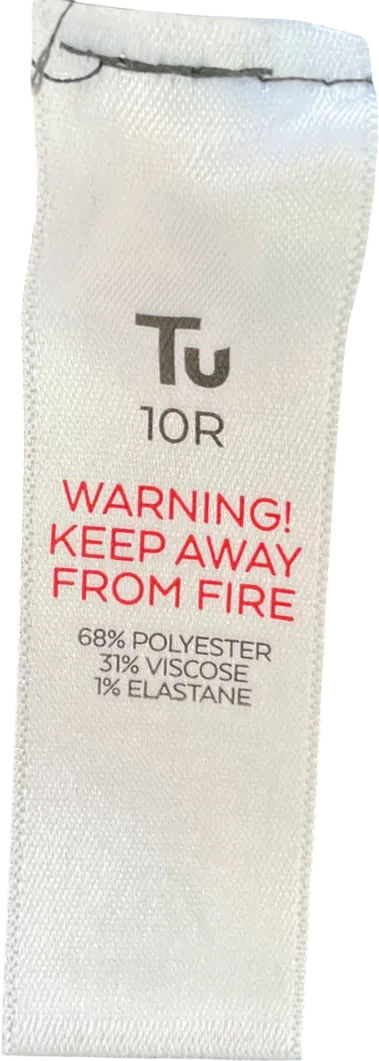 Tu
10R
WARNING!
KEEP AWAY
FROM FIRE
68% POLYESTER
31% VISCOSE
1% ELASTANE